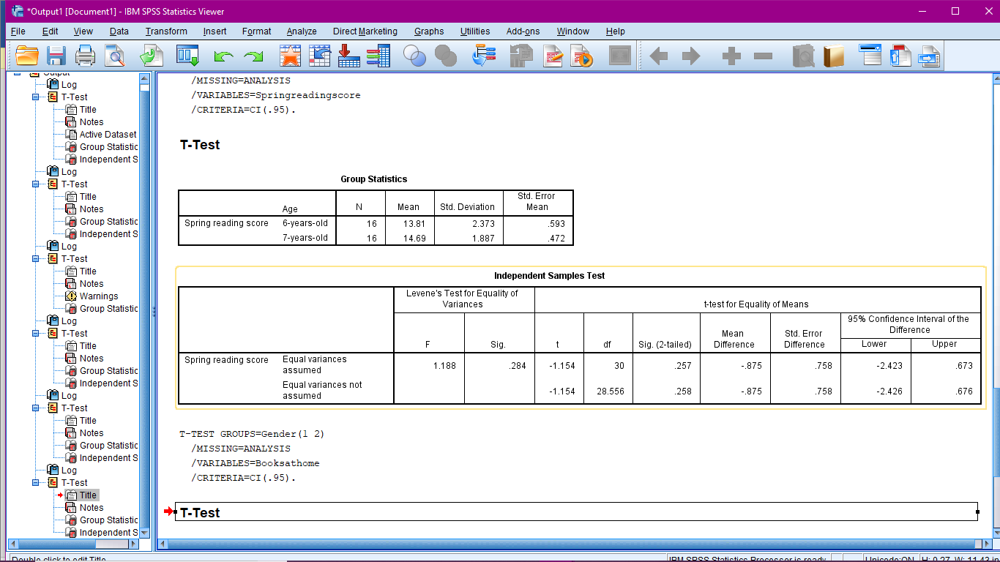 *Output1 [Document1] - IBM SPSS Statistics Viewer
File Edit View Data Transform Insert Format Analyze Direct Marketing Graphs Utilities Add-ons Window Help
Output
Log
T-Test
Title
Notes
Active Dataset
Group Statistic
Independent S
Log
T-Test
Title
Notes
Group Statistic
Independent S
Log
T-Test
Title
Notes
Warnings
Group Statistic
Log
T-Test
Title
Notes
Group Statistic
Independent S
Log
T-Test
Title
Notes
Group Statistic
Independent S
Log
T-Test
Title
Notes
Group Statistic
Independent S
/MISSING=ANALYSIS
/VARIABLES=Springreadingscore
/CRITERIA=CI(.95).
T-Test
Group Statistics
Age N Mean Std. Deviation Std. Error Mean
Spring reading score 6-years-old 16 13.81 2.373 .593
7-years-old 16 14.69 1.887 .472
Independent Samples Test
Levene's Test for Equality of Variances t-test for Equality of Means
95% Confidence Interval of the Difference
F Sig. t df Sig. (2-tailed) Mean Difference Std. Error Difference Lower Upper
Spring reading score Equal variances assumed 1.188 .284 -1.154 30 .257 -.875 .758 -2.423 .673
Equal variances not assumed -1.154 28.556 .258 -.875 .758 -2.426 .676
T-TEST GROUPS=Gender(1 2)
/MISSING=ANALYSIS
/VARIABLES=Booksathome
/CRITERIA=CI(.95).
T-Test
Double click to edit Title IBM SPSS Statistics Processor is ready Unicode:ON H: 0.27, W: 11.43 in